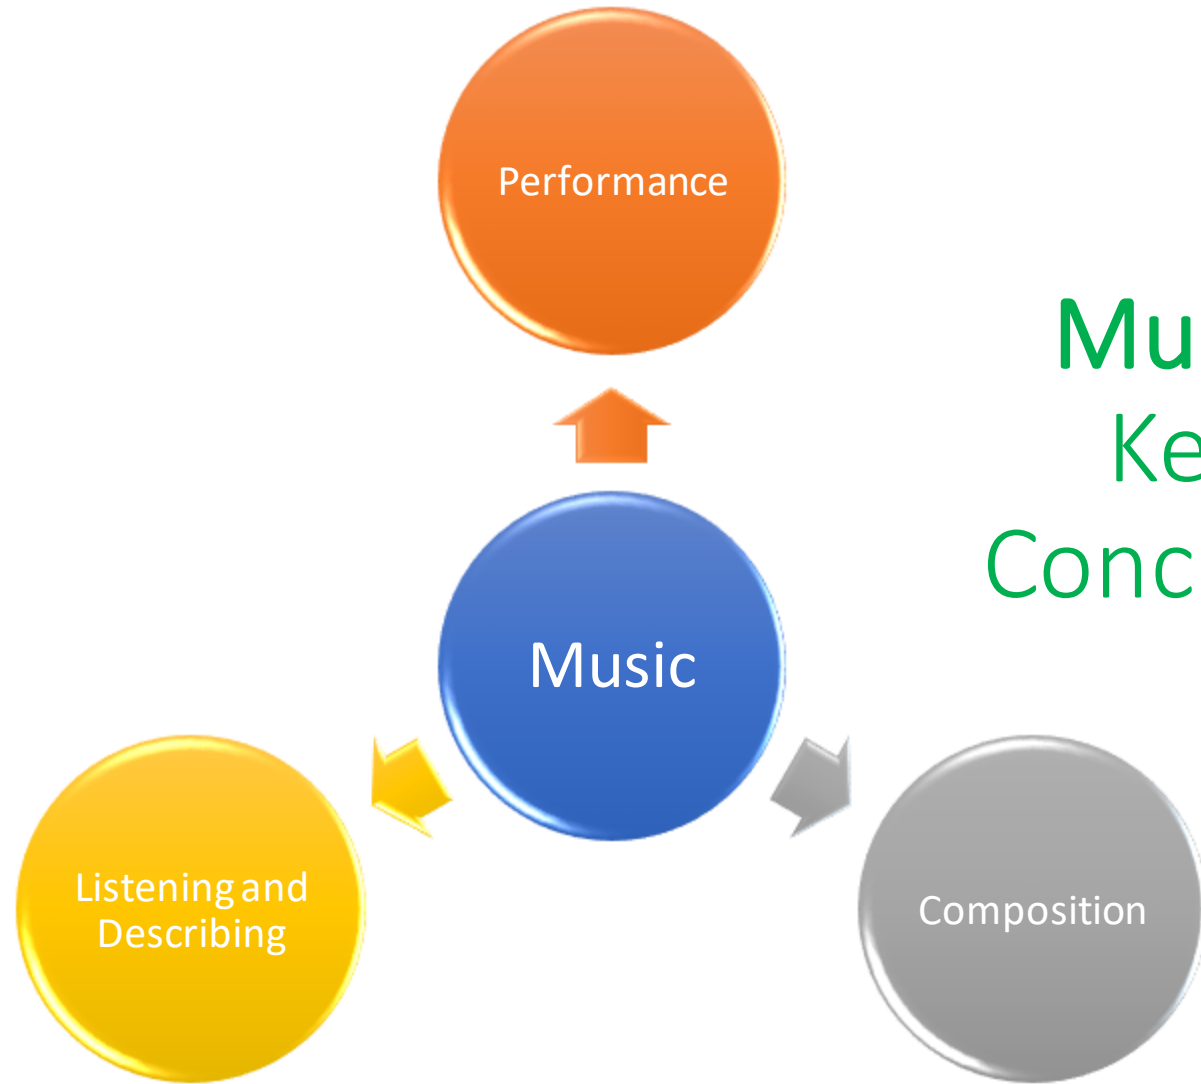 Performance
Mu
Ke
Conc
Music
Listening and
Describing
Composition